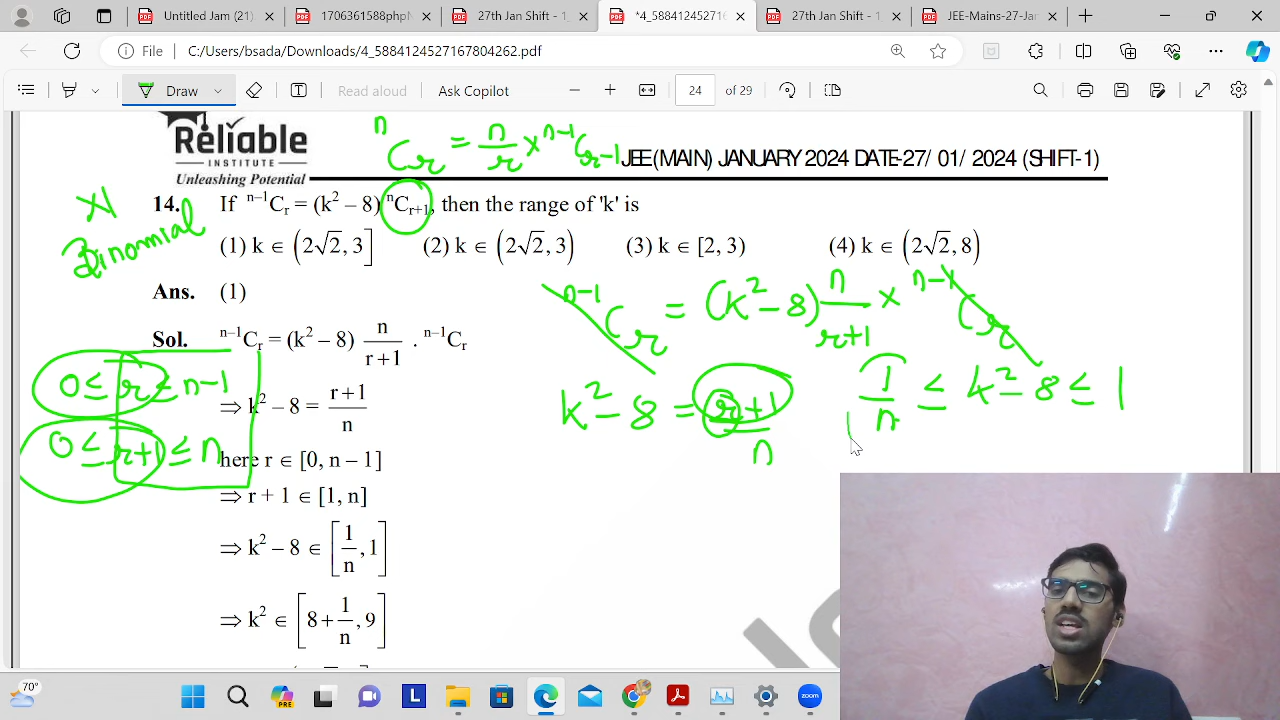 Untitled Jam (21)
1706361588phpN
27th Jan Shift - 1_
*4_588412452716
27th Jan Shift - 1
JEE-Mains-27-Jan
File C:/Users/bsada/Downloads/4_5884124527167804262.pdf
Draw Read aloud Ask Copilot 24 of 29
Reliable
INSTITUTE
Unleashing Potential
ⁿCᵣ = n/r × ⁿ⁻¹Cᵣ₋₁
JEE(MAIN) JANUARY 2024 DATE-27/ 01/ 2024 (SHIFT-1)
XI
Binomial
14. If ⁿ⁻¹Cᵣ = (k² – 8) ⁿCᵣ₊₁, then the range of 'k' is
(1) k ∈ (2√2, 3] (2) k ∈ (2√2, 3) (3) k ∈ [2, 3) (4) k ∈ (2√2, 8)
Ans. (1)
ⁿ⁻¹Cᵣ = (k² – 8) n/r+1 × ⁿ⁻¹Cᵣ
Sol. ⁿ⁻¹Cᵣ = (k² – 8) n/r+1 . ⁿ⁻¹Cᵣ
0 ≤ r ≤ n-1
⇒ k² – 8 = r+1/n
k² – 8 = r+1/n
1/n ≤ k² – 8 ≤ 1
0 ≤ r+1 ≤ n
here r ∈ [0, n – 1]
⇒ r + 1 ∈ [1, n]
⇒ k² – 8 ∈ [1/n, 1]
⇒ k² ∈ [8 + 1/n, 9]
70°
PRE
L
zoom